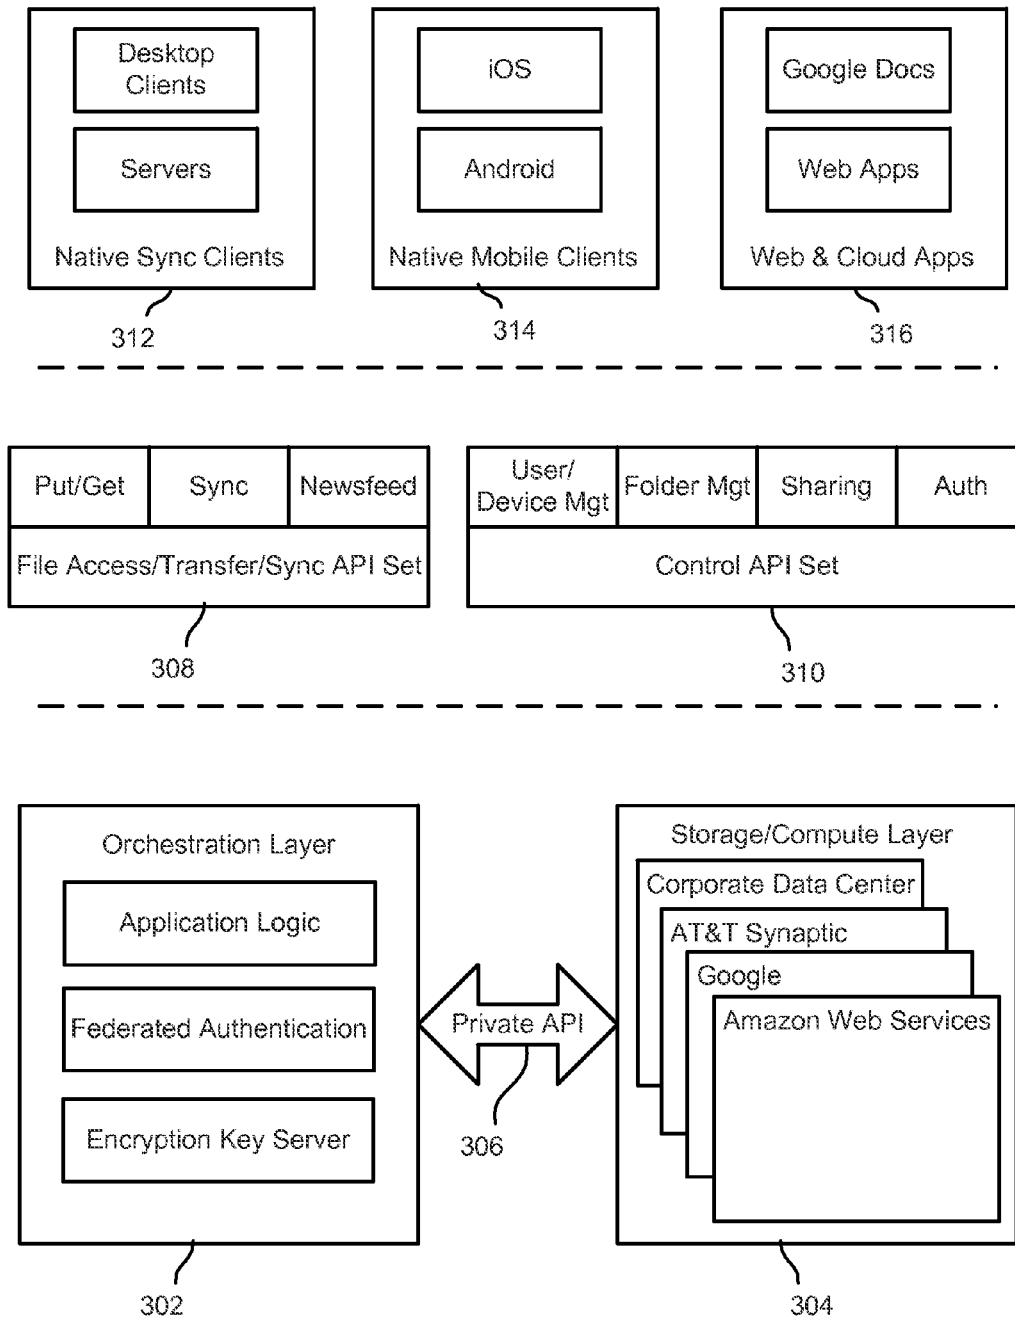 Desktop
Clients
Servers
Native Sync Clients
312
iOS
Android
Native Mobile Clients
314
Google Docs
Web Apps
Web & Cloud Apps
316
Put/Get
Sync
Newsfeed
File Access/Transfer/Sync API Set
308
User/
Device Mgt
Folder Mgt
Sharing
Auth
Control API Set
310
Orchestration Layer
Application Logic
Federated Authentication
Encryption Key Server
302
Private API
306
Storage/Compute Layer
Corporate Data Center
AT&T Synaptic
Google
Amazon Web Services
304